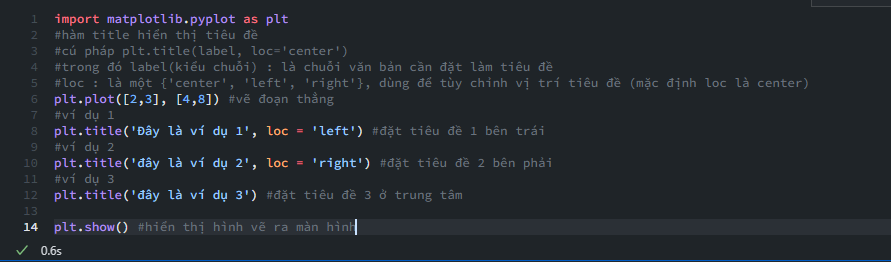 1 import matplotlib.pyplot as plt
2 #hàm title hiển thị tiêu đề
3 #cú pháp plt.title(label, loc='center')
4 #trong đó label(kiểu chuỗi) : là chuỗi văn bản cần đặt làm tiêu đề
5 #loc : là một {'center', 'left', 'right'}, dùng để tùy chỉnh vị trí tiêu đề (mặc định loc là center)
6 plt.plot([2,3], [4,8]) #vẽ đoạn thẳng
7 #ví dụ 1
8 plt.title('Đây là ví dụ 1', loc = 'left') #đặt tiêu đề 1 bên trái
9 #ví dụ 2
10 plt.title('đây là ví dụ 2', loc = 'right') #đặt tiêu đề 2 bên phải
11 #ví dụ 3
12 plt.title('đây là ví dụ 3') #đặt tiêu đề 3 ở trung tâm
13
14 plt.show() #hiển thị hình vẽ ra màn hình
0.6s